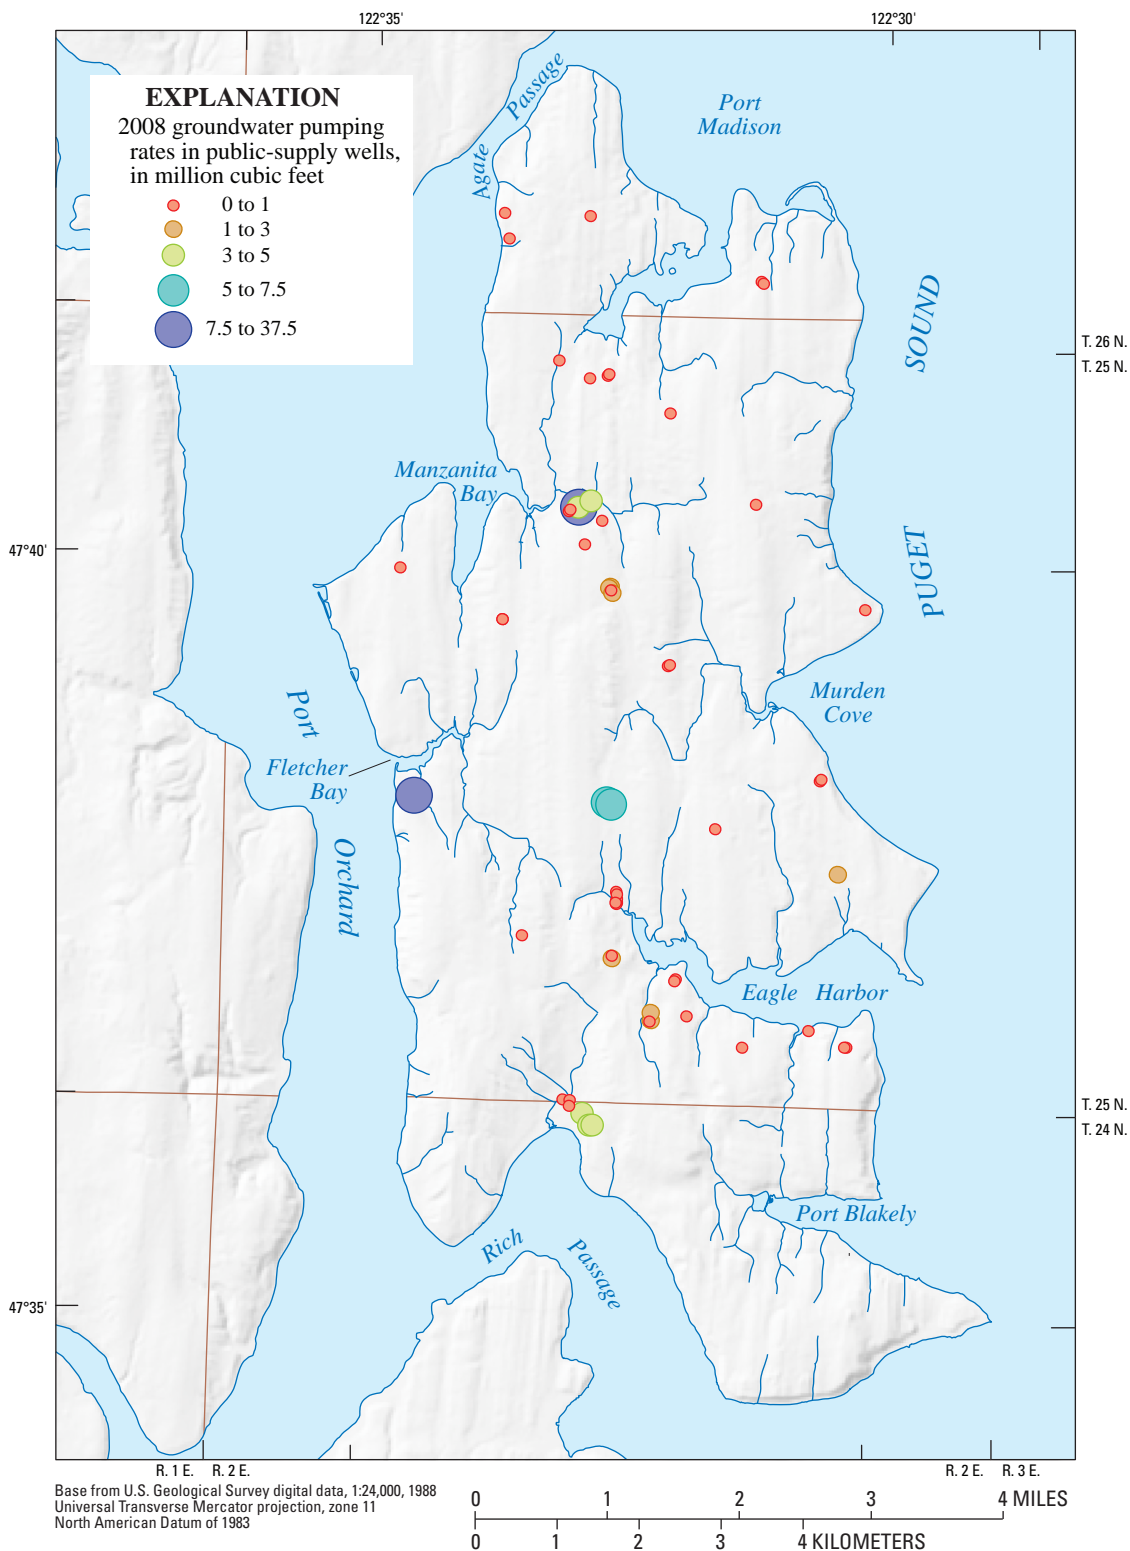 122°35'
122°30'
EXPLANATION
2008 groundwater pumping
rates in public-supply wells,
in million cubic feet
0 to 1
1 to 3
3 to 5
5 to 7.5
7.5 to 37.5
Agate Passage
Port
Madison
SOUND
PUGET
T. 26 N.
T. 25 N.
Manzanita
Bay
47°40'
Murden
Cove
Port
Orchard
Fletcher
Bay
Eagle Harbor
T. 25 N.
T. 24 N.
Port Blakely
Rich
Passage
47°35'
R. 1 E.
R. 2 E.
R. 2 E.
R. 3 E.
Base from U.S. Geological Survey digital data, 1:24,000, 1988
Universal Transverse Mercator projection, zone 11
North American Datum of 1983
0 1 2 3 4 MILES
0 1 2 3 4 KILOMETERS